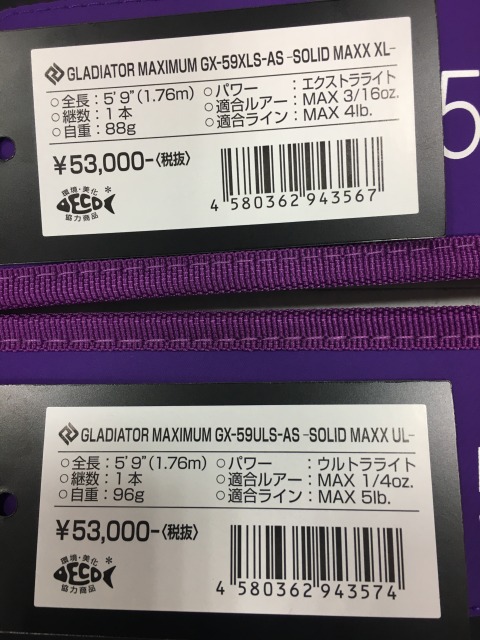 GLADIATOR MAXIMUM GX-59XLS-AS -SOLID MAXX XL-
○全長：5'9"(1.76m) ○パワー：エクストラライト
○継数：1本 ○適合ルアー：MAX 3/16oz.
○自重：88g ○適合ライン：MAX 4lb.
¥53,000-〈税抜〉
環境・美化
ECO
協力商品
4 580362 943567
5
GLADIATOR MAXIMUM GX-59ULS-AS -SOLID MAXX UL-
○全長：5'9"(1.76m) ○パワー：ウルトラライト
○継数：1本 ○適合ルアー：MAX 1/4oz.
○自重：96g ○適合ライン：MAX 5lb.
¥53,000-〈税抜〉
環境・美化
ECO
協力商品
4 580362 943574